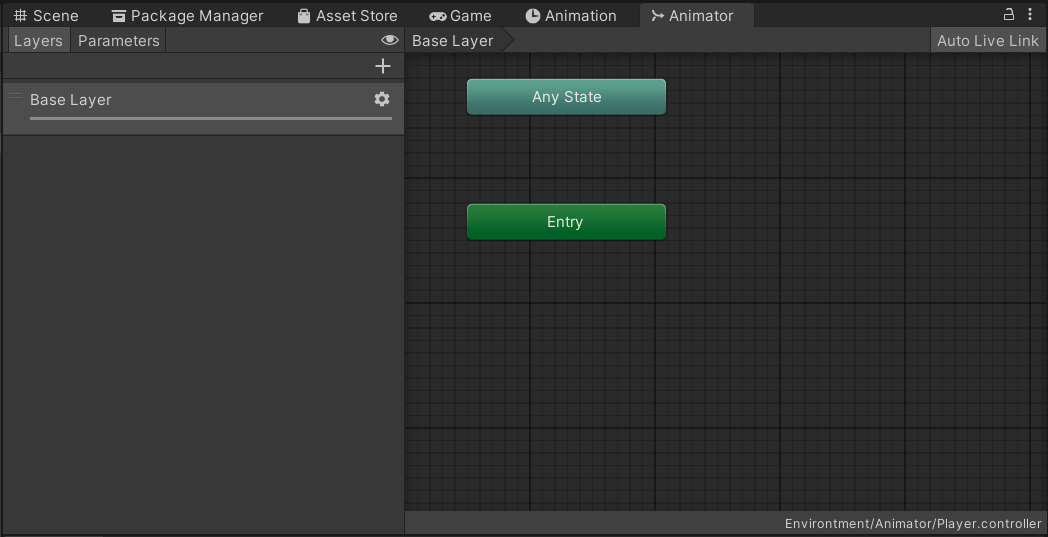 Scene Package Manager Asset Store Game Animation Animator
Layers Parameters Base Layer Auto Live Link
Base Layer
Any State
Entry
Environtment/Animator/Player.controller